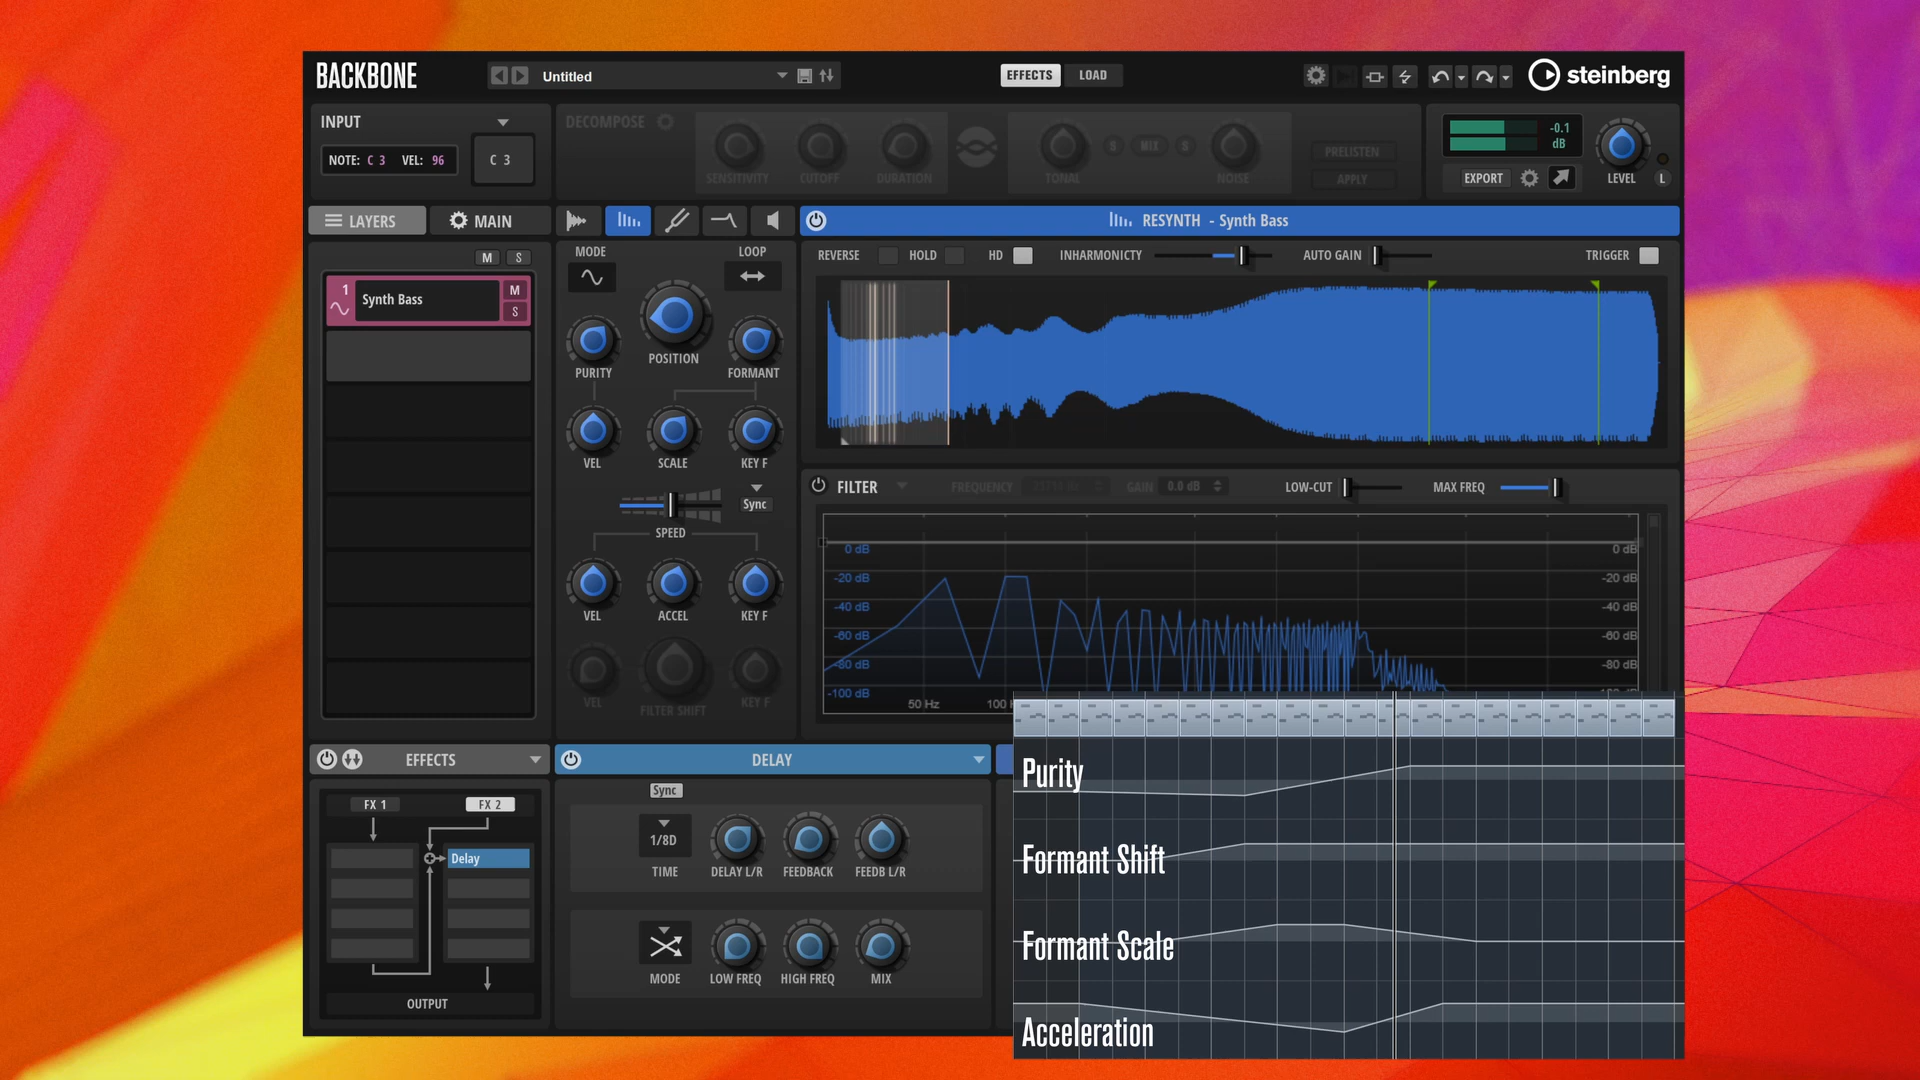 BACKBONE
Untitled
EFFECTS LOAD
steinberg
INPUT
NOTE: C 3 VEL: 96
C 3
DECOMPOSE
SENSITIVITY CUTOFF DURATION
TONAL S MIX S NOISE
PRELISTEN
APPLY
-0.1
dB
EXPORT
LEVEL L
LAYERS MAIN
RESYNTH - Synth Bass
M S
1 Synth Bass M
S
MODE LOOP
POSITION
PURITY FORMANT
VEL SCALE KEY F
Sync
SPEED
VEL ACCEL KEY F
VEL FILTER SHIFT KEY F
REVERSE HOLD HD INHARMONICTY AUTO GAIN TRIGGER
FILTER FREQUENCY GAIN 0.0 dB LOW-CUT MAX FREQ
0 dB 0 dB
-20 dB -20 dB
-40 dB -40 dB
-60 dB -60 dB
-80 dB -80 dB
-100 dB
50 Hz
EFFECTS
FX 1 FX 2
Delay
OUTPUT
DELAY
Sync
1/8D
TIME DELAY L/R FEEDBACK FEEDB L/R
MODE LOW FREQ HIGH FREQ MIX
Purity
Formant Shift
Formant Scale
Acceleration